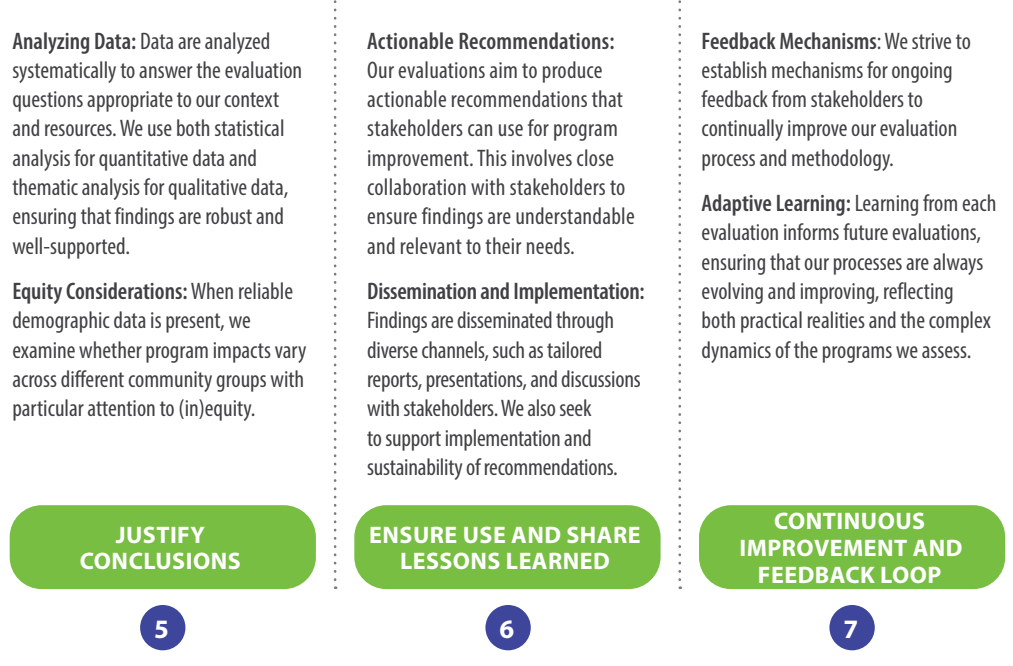 Analyzing Data: Data are analyzed
systematically to answer the evaluation
questions appropriate to our context
and resources. We use both statistical
analysis for quantitative data and
thematic analysis for qualitative data,
ensuring that findings are robust and
well-supported.
Equity Considerations: When reliable
demographic data is present, we
examine whether program impacts vary
across different community groups with
particular attention to (in)equity.
JUSTIFY
CONCLUSIONS
5
Actionable Recommendations:
Our evaluations aim to produce
actionable recommendations that
stakeholders can use for program
improvement. This involves close
collaboration with stakeholders to
ensure findings are understandable
and relevant to their needs.
Dissemination and Implementation:
Findings are disseminated through
diverse channels, such as tailored
reports, presentations, and discussions
with stakeholders. We also seek
to support implementation and
sustainability of recommendations.
ENSURE USE AND SHARE
LESSONS LEARNED
6
Feedback Mechanisms: We strive to
establish mechanisms for ongoing
feedback from stakeholders to
continually improve our evaluation
process and methodology.
Adaptive Learning: Learning from each
evaluation informs future evaluations,
ensuring that our processes are always
evolving and improving, reflecting
both practical realities and the complex
dynamics of the programs we assess.
CONTINUOUS
IMPROVEMENT AND
FEEDBACK LOOP
7